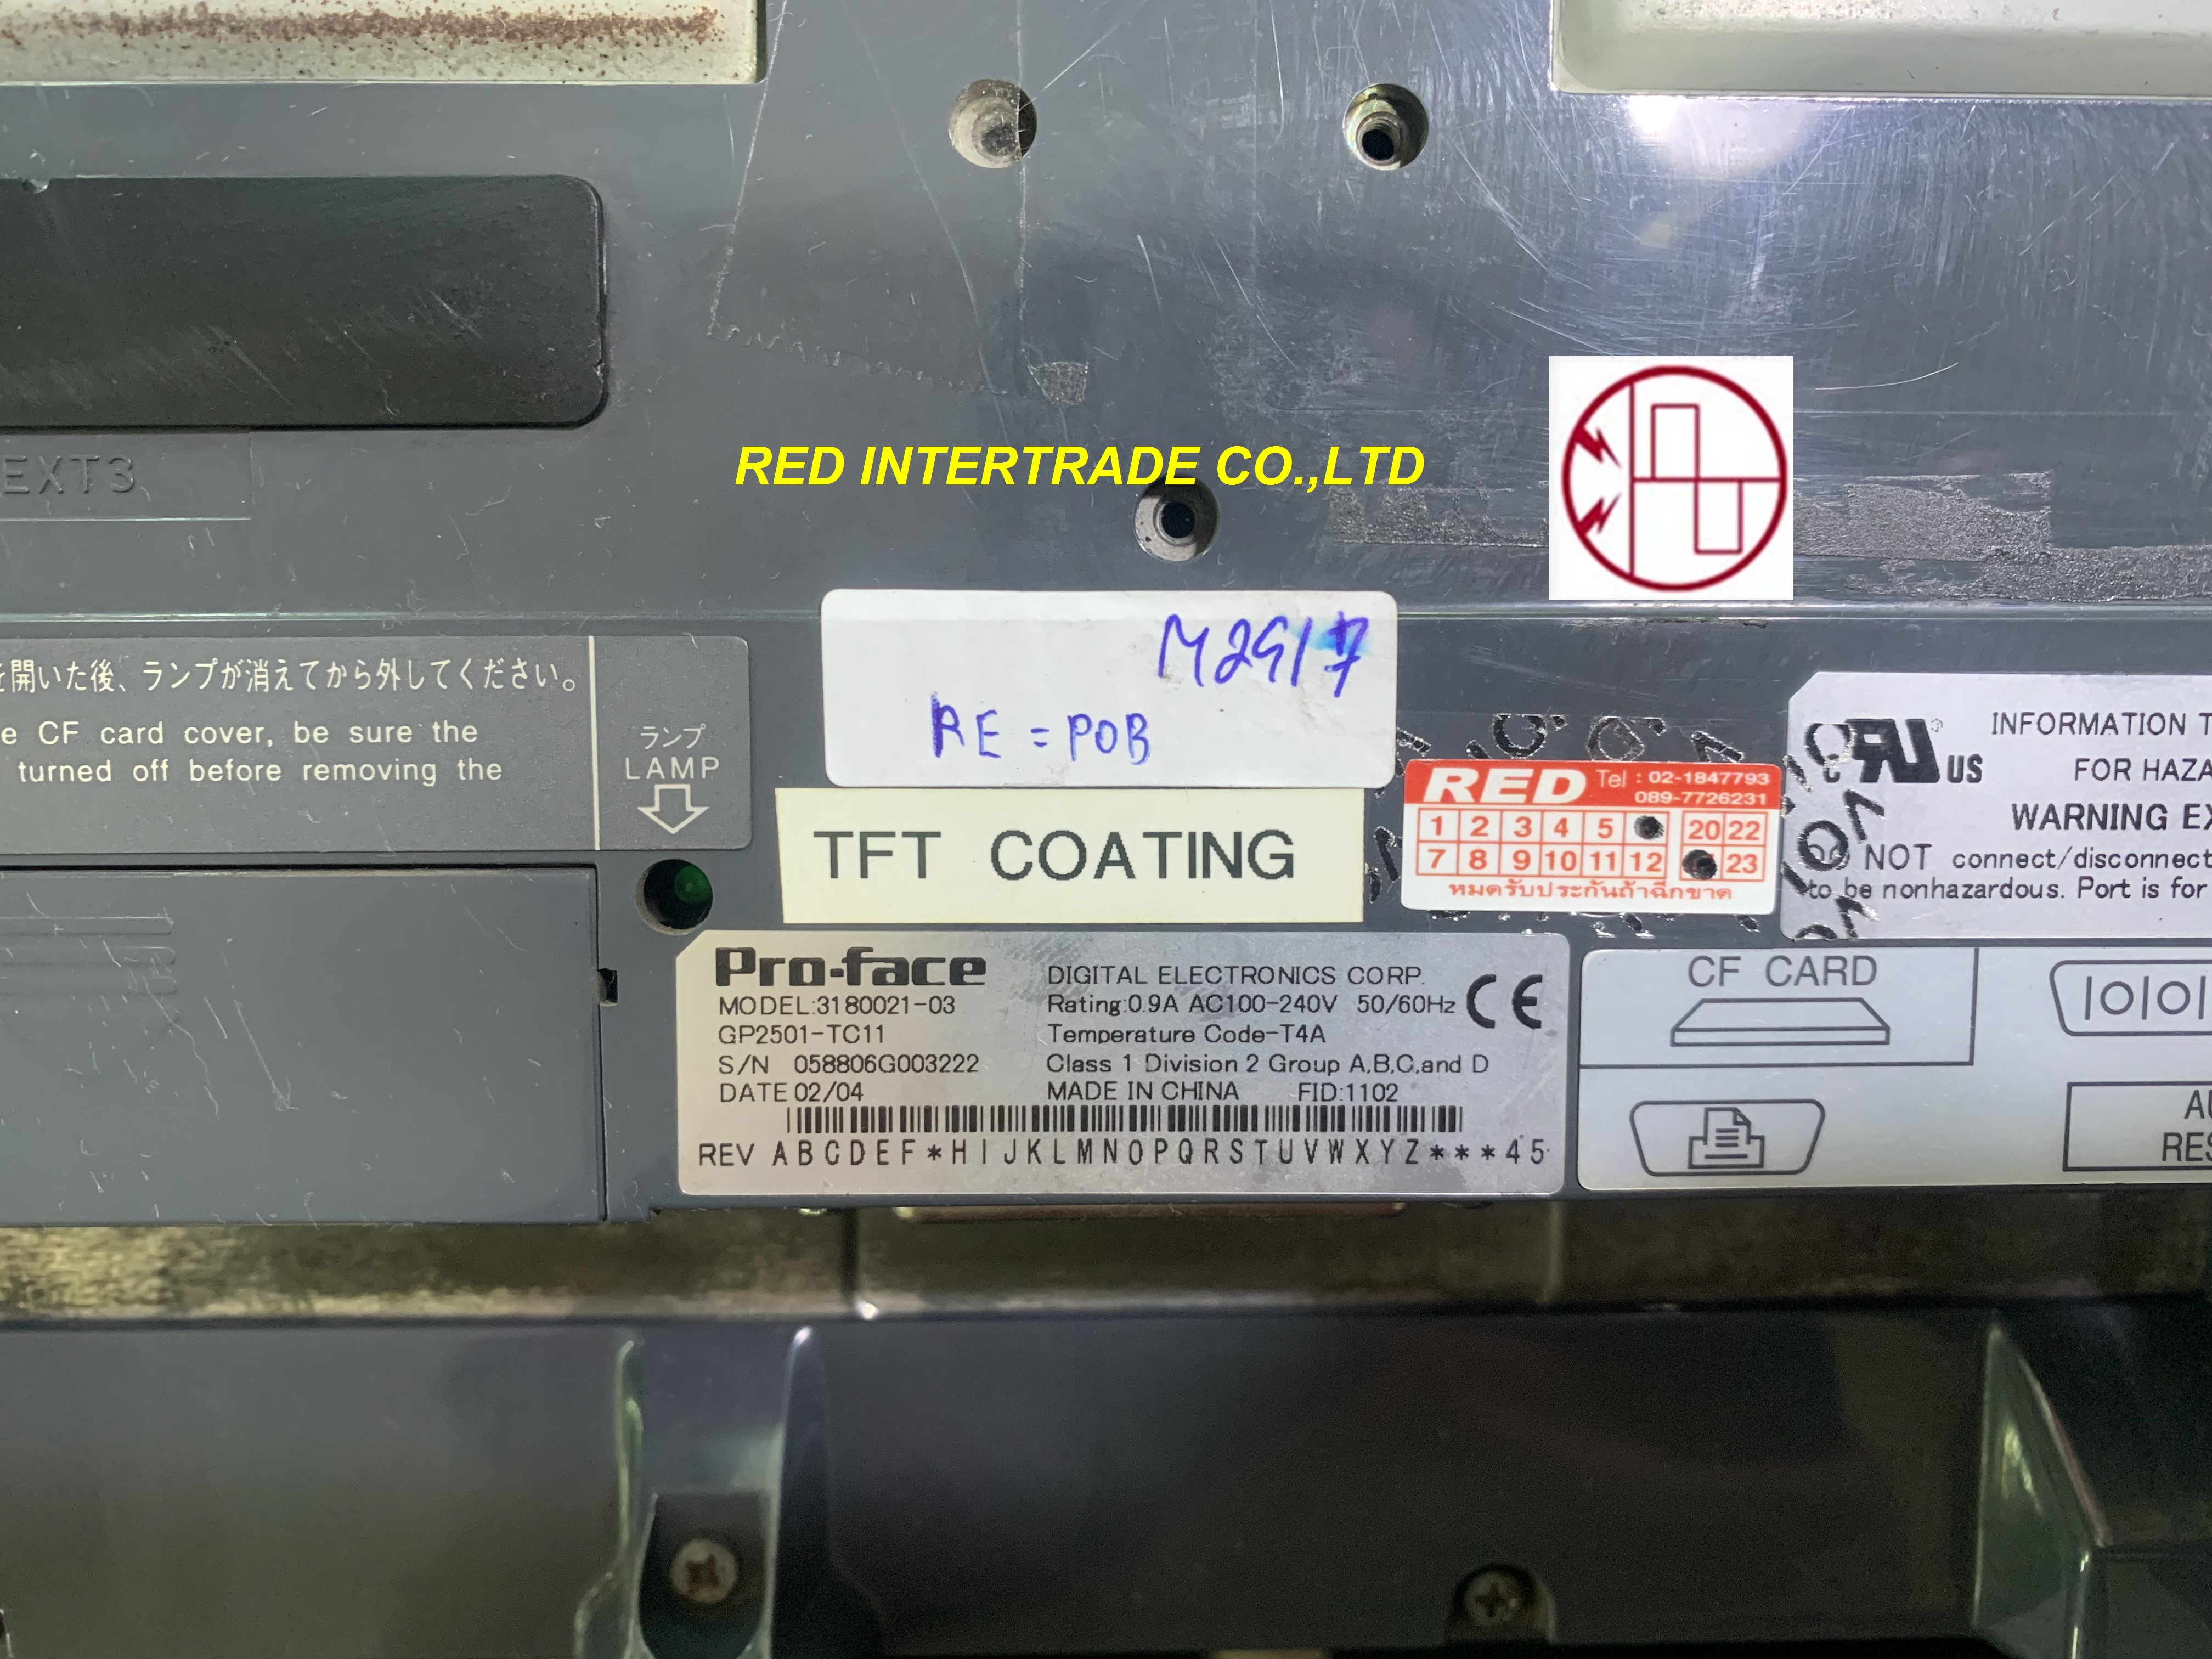 EXT3
RED INTERTRADE CO.,LTD
M2917
RE = POB
を開いた後、ランプが消えてから外してください。
e CF card cover, be sure the
turned off before removing the
ランプ
LAMP
TFT COATING
RED Tel : 02-1847793
089-7726231
1 2 3 4 5 20 22
7 8 9 10 11 12 23
หมดรับประกันถ้าฉีกขาด
US
INFORMATION T
FOR HAZA
WARNING EX
DO NOT connect/disconnect
to be nonhazardous. Port is for
Pro-face
MODEL:3180021-03
GP2501-TC11
S/N 058806G003222
DATE 02/04
DIGITAL ELECTRONICS CORP.
Rating:0.9A AC100-240V 50/60Hz CE
Temperature Code-T4A
Class 1 Division 2 Group A,B,C,and D
MADE IN CHINA FID:1102
REV ABCDEF*HIJKLMNOPQRSTUVWXYZ***45
CF CARD
|O|O|
AU
RES